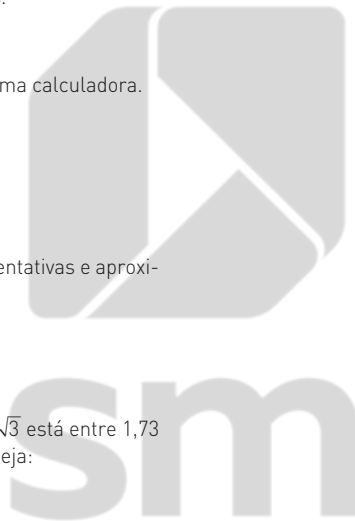 ma calculadora.
entativas e aproxi-
√3 está entre 1,73
eja:
sm